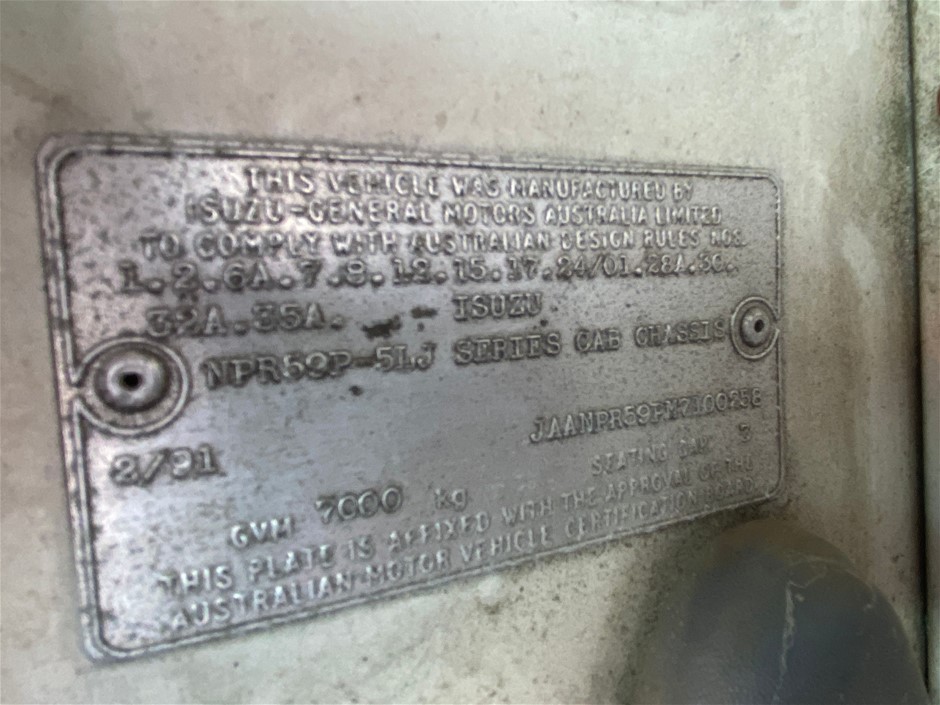 THIS VEHICLE WAS MANUFACTURED BY
ISUZU-GENERAL MOTORS AUSTRALIA LIMITED
TO COMPLY WITH AUSTRALIAN DESIGN RULES NOS.
1.2.6A.7.8.12.15.17.24/01.28A.30.
32A.35A. ISUZU
NPR59P-5LJ SERIES CAB CHASSIS
JAANPR59PM7100258
2/91 SEATING CAP. 3
GVM 7000 kg
THIS PLATE IS AFFIXED WITH THE APPROVAL OF THE
AUSTRALIAN MOTOR VEHICLE CERTIFICATION BOARD